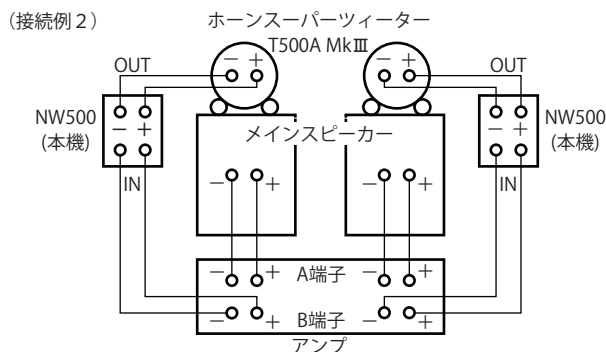 (接続例２)
ホーンスーパーツィーター
T500A MkⅢ
OUT
－ ＋
－ ＋
OUT
NW500
(本機)
－ ＋
メインスピーカー
－ ＋
NW500
(本機)
IN
－ ＋
－ ＋
IN
－ ＋ A端子 － ＋
－ ＋ B端子 － ＋
アンプ